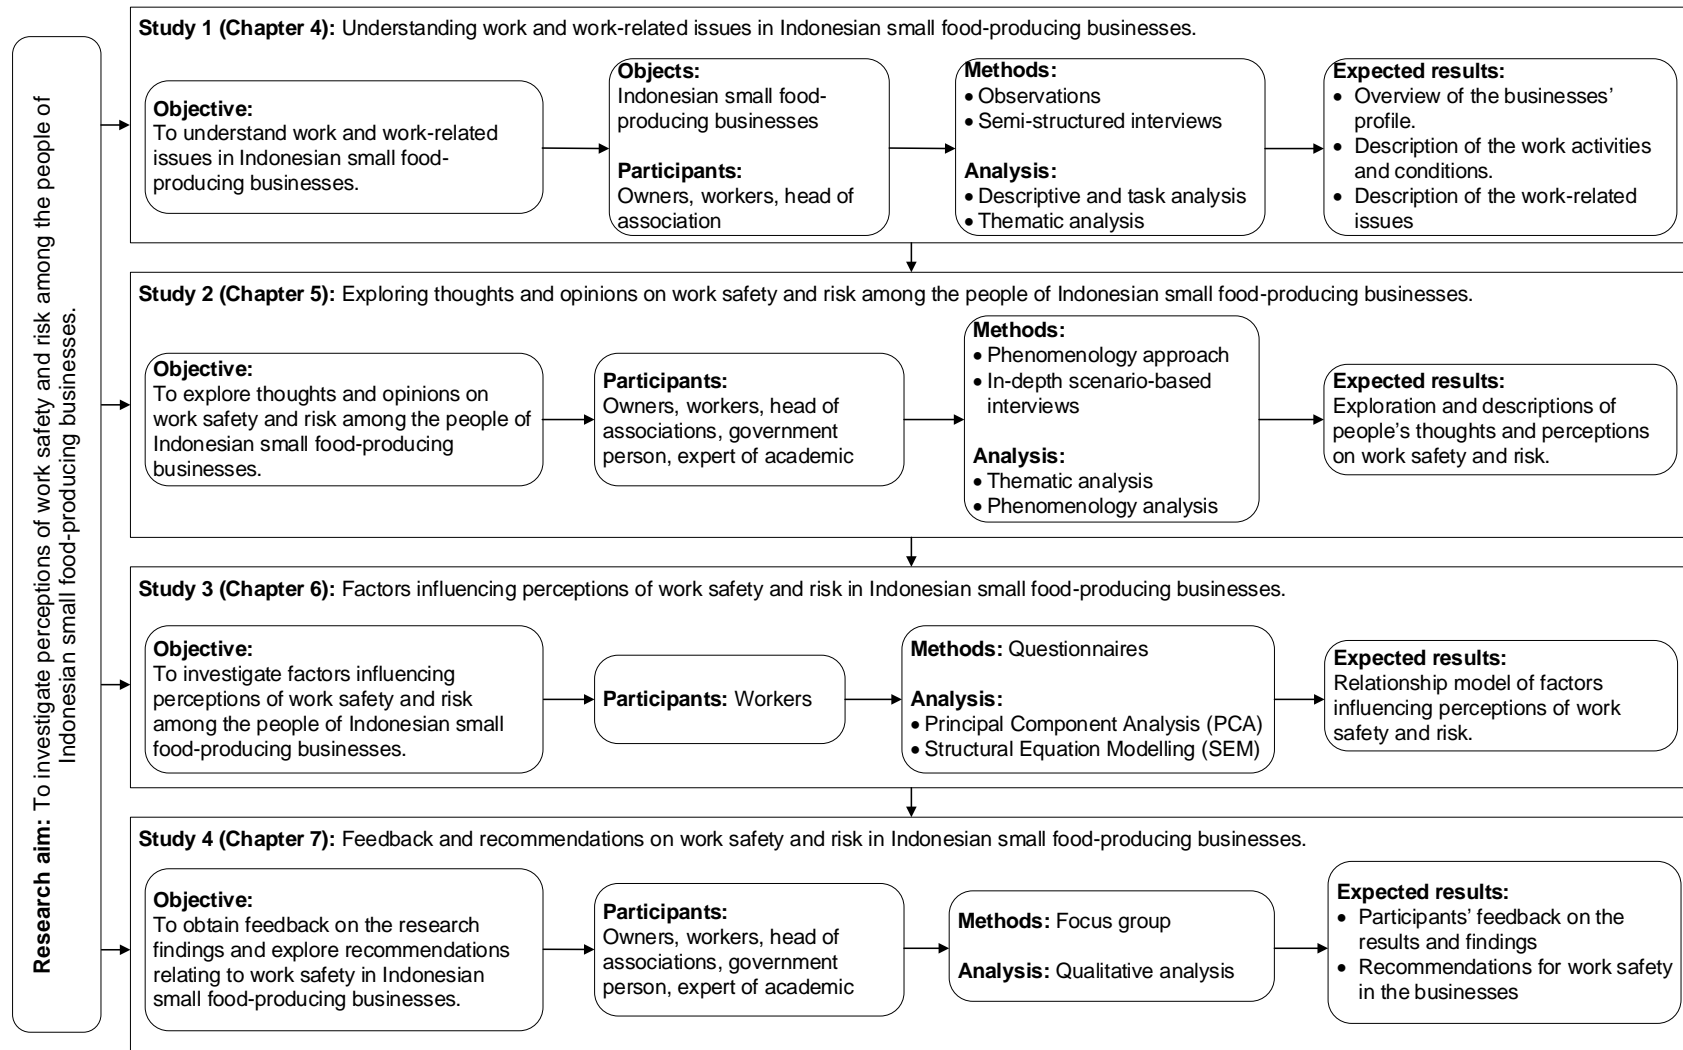 Research aim: To investigate perceptions of work safety and risk among the people of
Indonesian small food-producing businesses.
Study 1 (Chapter 4): Understanding work and work-related issues in Indonesian small food-producing businesses.
Objective:
To understand work and work-related
issues in Indonesian small food-
producing businesses.
Objects:
Indonesian small food-
producing businesses
Participants:
Owners, workers, head of
association
Methods:
• Observations
• Semi-structured interviews
Analysis:
• Descriptive and task analysis
• Thematic analysis
Expected results:
• Overview of the businesses'
profile.
• Description of the work activities
and conditions.
• Description of the work-related
issues
Study 2 (Chapter 5): Exploring thoughts and opinions on work safety and risk among the people of Indonesian small food-producing businesses.
Objective:
To explore thoughts and opinions on
work safety and risk among the people of
Indonesian small food-producing
businesses.
Participants:
Owners, workers, head of
associations, government
person, expert of academic
Methods:
• Phenomenology approach
• In-depth scenario-based
interviews
Analysis:
• Thematic analysis
• Phenomenology analysis
Expected results:
Exploration and descriptions of
people's thoughts and perceptions
on work safety and risk.
Study 3 (Chapter 6): Factors influencing perceptions of work safety and risk in Indonesian small food-producing businesses.
Objective:
To investigate factors influencing
perceptions of work safety and risk
among the people of Indonesian small
food-producing businesses.
Participants: Workers
Methods: Questionnaires
Analysis:
• Principal Component Analysis (PCA)
• Structural Equation Modelling (SEM)
Expected results:
Relationship model of factors
influencing perceptions of work
safety and risk.
Study 4 (Chapter 7): Feedback and recommendations on work safety and risk in Indonesian small food-producing businesses.
Objective:
To obtain feedback on the research
findings and explore recommendations
relating to work safety in Indonesian
small food-producing businesses.
Participants:
Owners, workers, head of
associations, government
person, expert of academic
Methods: Focus group
Analysis: Qualitative analysis
Expected results:
• Participants' feedback on the
results and findings
• Recommendations for work safety
in the businesses